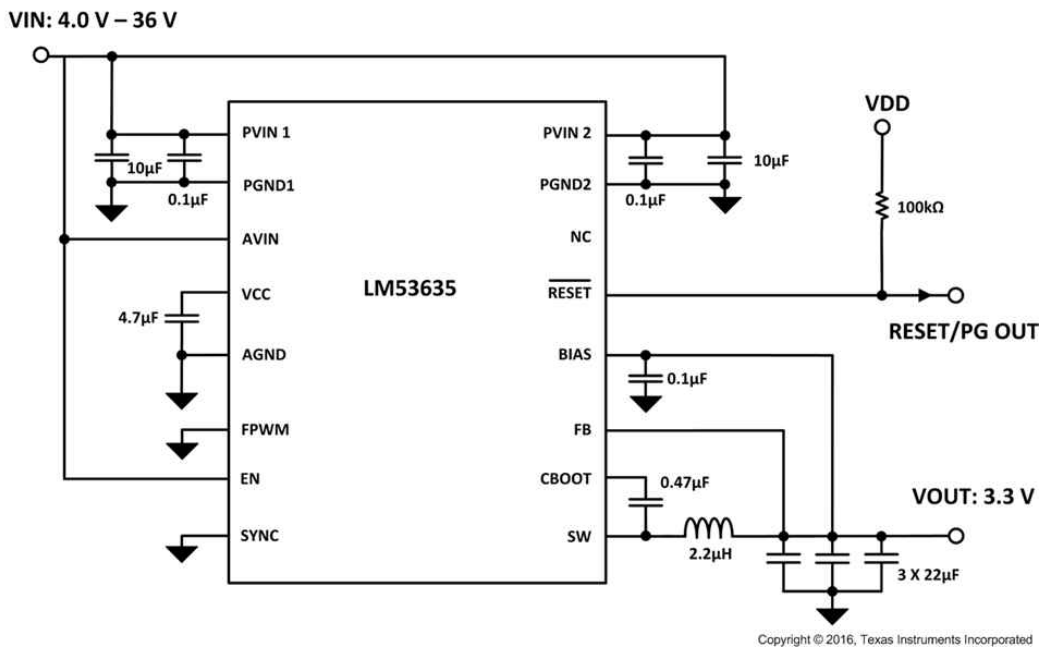 VIN: 4.0 V – 36 V
PVIN 1
PVIN 2
VDD
10µF
0.1µF
PGND1
PGND2
0.1µF
10µF
100kΩ
AVIN
NC
VCC
LM53635
RESET
4.7µF
RESET/PG OUT
AGND
BIAS
0.1µF
FPWM
FB
EN
CBOOT
0.47µF
VOUT: 3.3 V
SYNC
SW
2.2µH
3 X 22µF
Copyright © 2016, Texas Instruments Incorporated